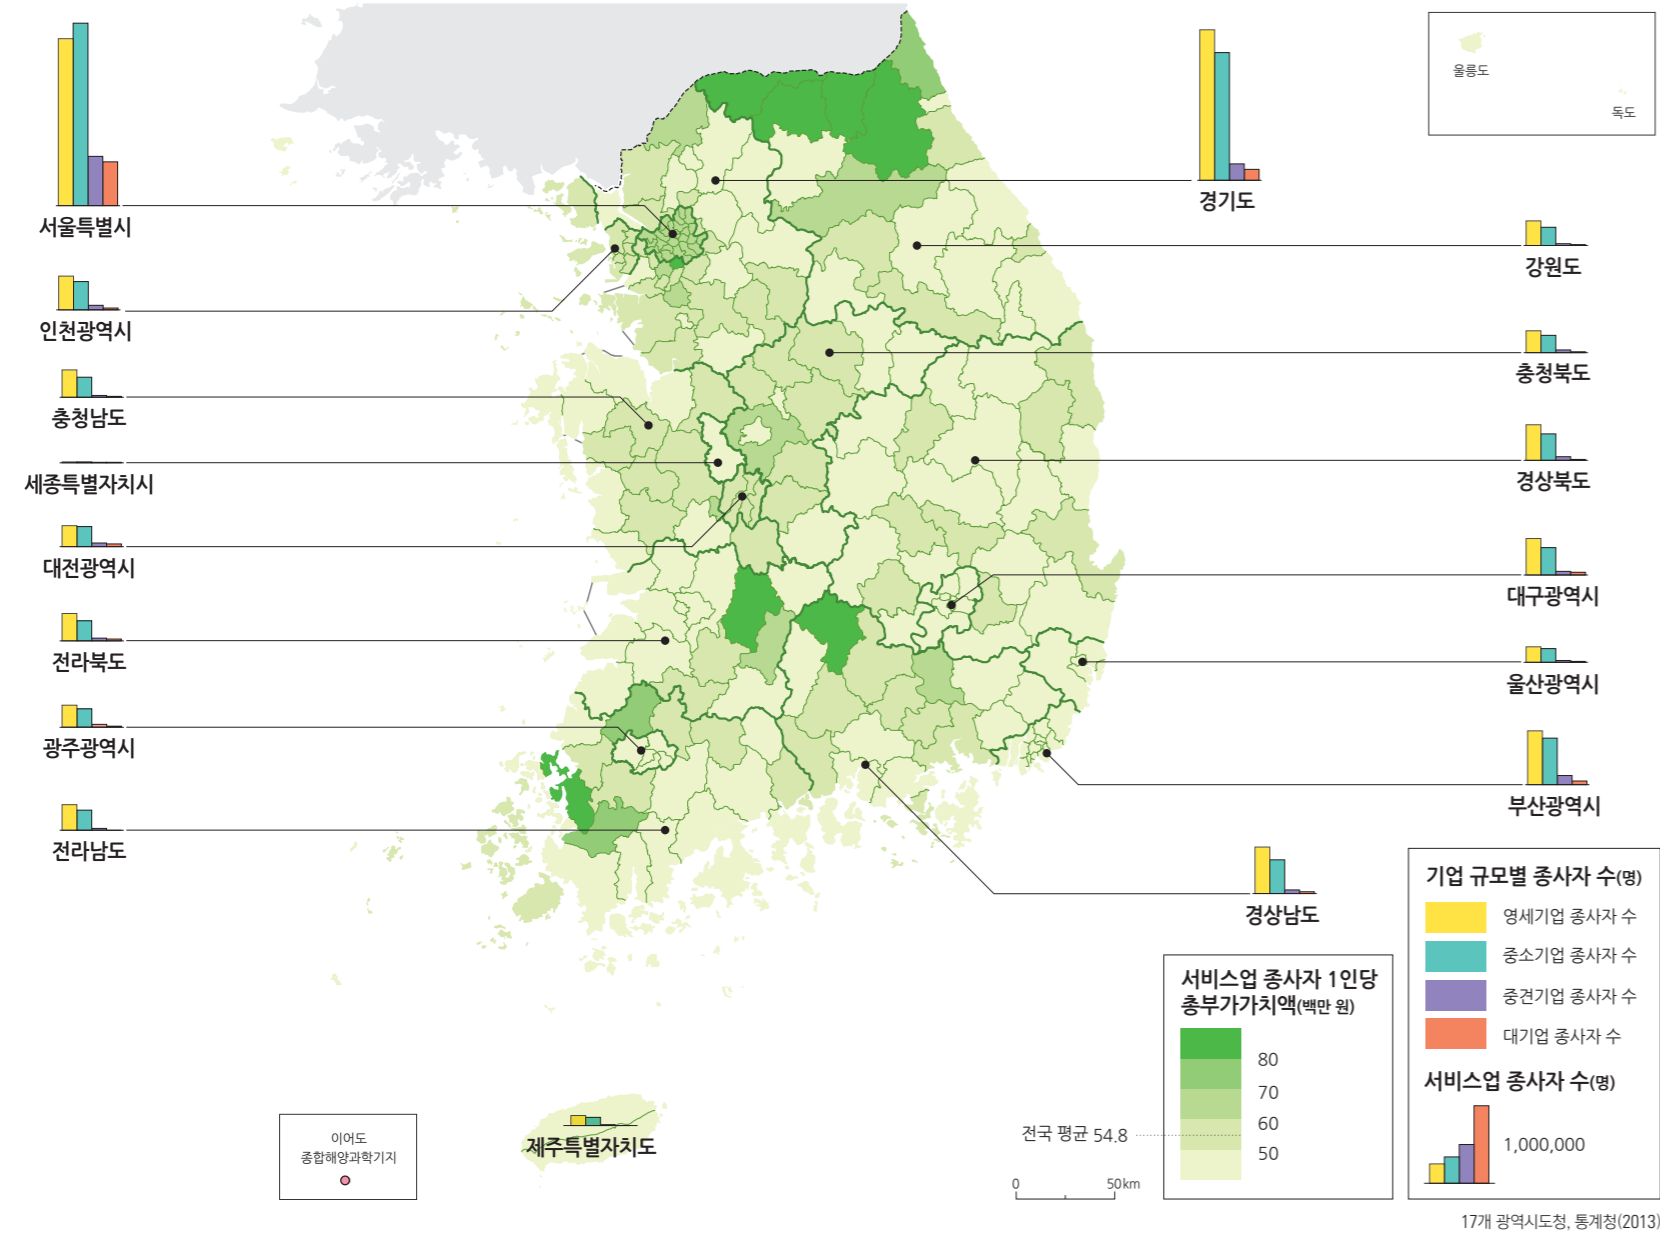 울릉도
독도
서울특별시
인천광역시
충청남도
세종특별자치시
대전광역시
전라북도
광주광역시
전라남도
제주특별자치도
경기도
강원도
충청북도
경상북도
대구광역시
울산광역시
부산광역시
경상남도
이어도
종합해양과학기지
서비스업 종사자 1인당
총부가가치액(백만 원)
80
70
60
50
전국 평균 54.8
0 50km
기업 규모별 종사자 수(명)
영세기업 종사자 수
중소기업 종사자 수
중견기업 종사자 수
대기업 종사자 수
서비스업 종사자 수(명)
1,000,000
17개 광역시도청, 통계청(2013)